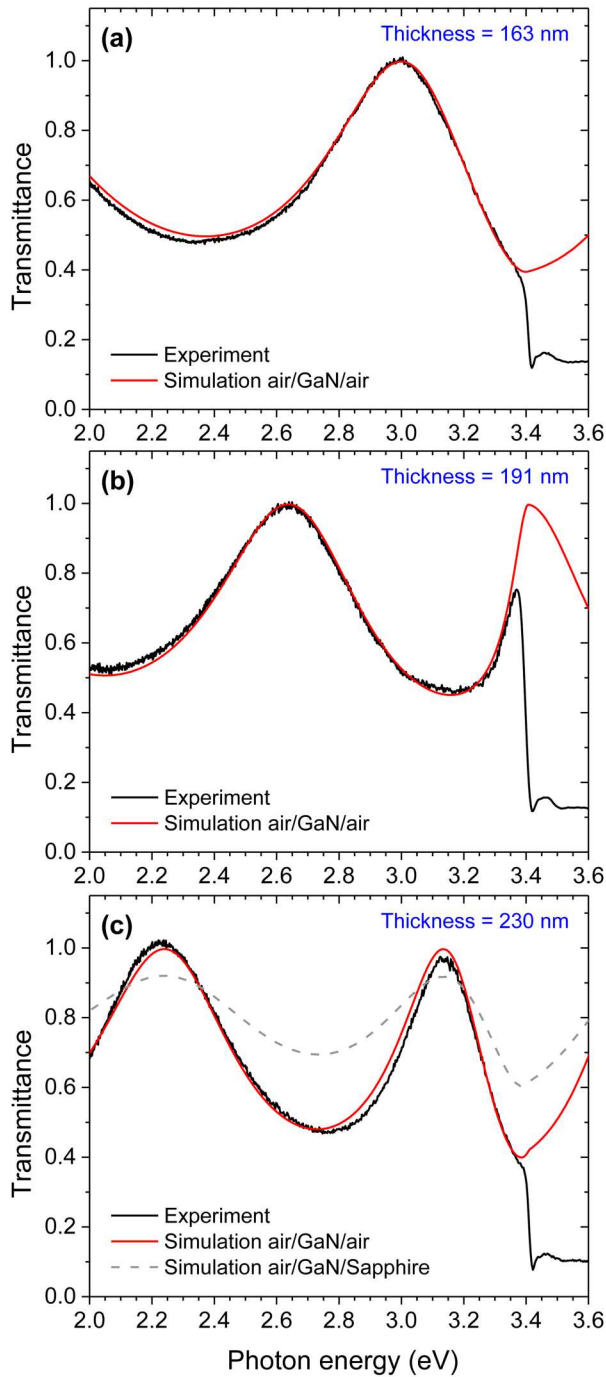 (a)
Thickness = 163 nm
1.0
0.8
0.6
0.4
0.2
0.0
Transmittance
Experiment
Simulation air/GaN/air
2.0 2.2 2.4 2.6 2.8 3.0 3.2 3.4 3.6
(b)
Thickness = 191 nm
1.0
0.8
0.6
0.4
0.2
0.0
Transmittance
Experiment
Simulation air/GaN/air
2.0 2.2 2.4 2.6 2.8 3.0 3.2 3.4 3.6
(c)
Thickness = 230 nm
1.0
0.8
0.6
0.4
0.2
0.0
Transmittance
Experiment
Simulation air/GaN/air
Simulation air/GaN/Sapphire
2.0 2.2 2.4 2.6 2.8 3.0 3.2 3.4 3.6
Photon energy (eV)